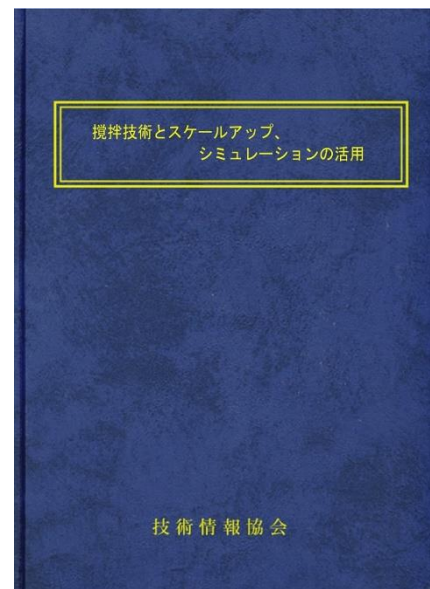 撹拌技術とスケールアップ、
シミュレーションの活用
技術情報協会